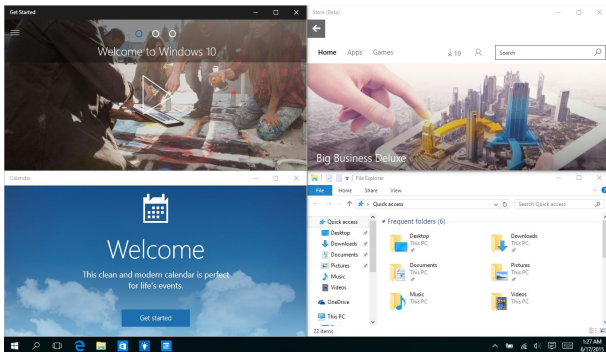 Get Started
Welcome to Windows 10
Store (Beta)
Home Apps Games
19
Search
Big Business Deluxe
Calendar
Welcome
This clean and modern calendar is perfect
for life's events.
Get started
File Explorer
File Home Share View
Quick access
Search Quick access
Quick access
Desktop
Downloads
Documents
Pictures
Music
Videos
OneDrive
This PC
22 items
Frequent folders (6)
Desktop
This PC
Downloads
This PC
Documents
This PC
Pictures
This PC
Music
This PC
Videos
This PC
5:27 AM
6/17/2015